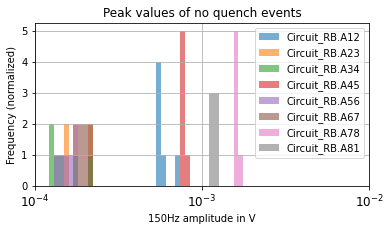 Peak values of no quench events
Frequency (normalized)
5
4
3
2
1
0
Circuit_RB.A12
Circuit_RB.A23
Circuit_RB.A34
Circuit_RB.A45
Circuit_RB.A56
Circuit_RB.A67
Circuit_RB.A78
Circuit_RB.A81
10⁻⁴ 10⁻³ 10⁻²
150Hz amplitude in V